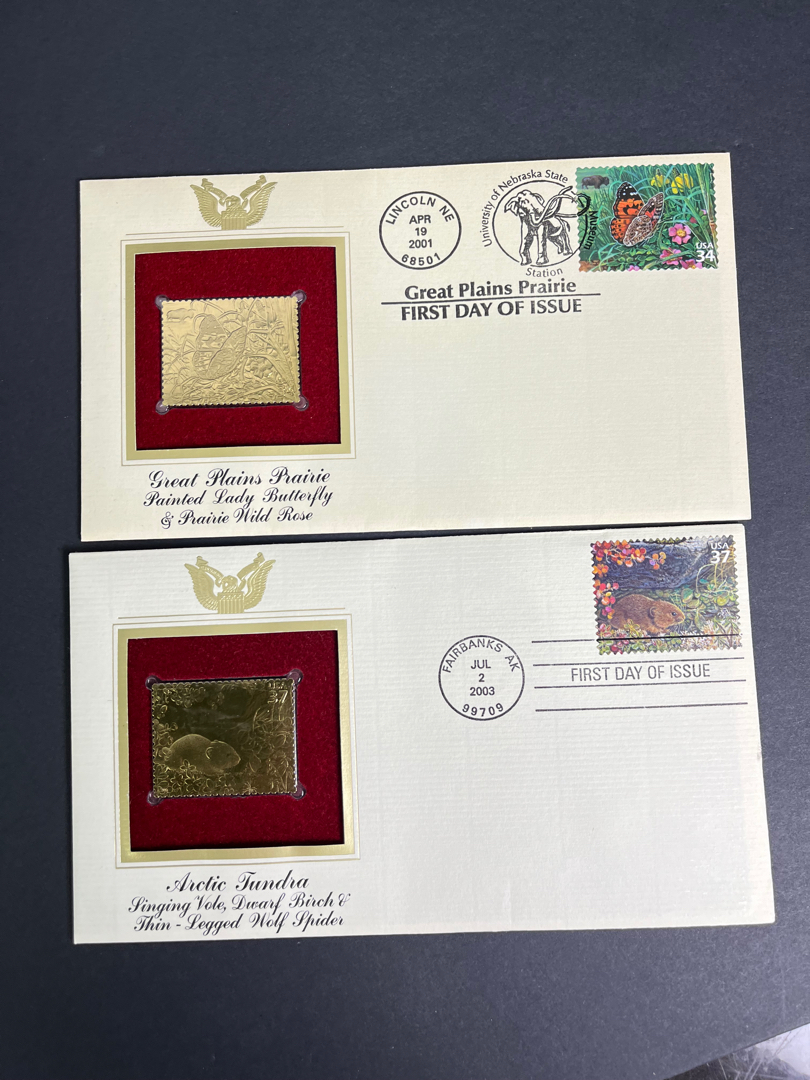 LINCOLN NE
APR
19
2001
68501
University of Nebraska State
Museum
Station
USA
34
Great Plains Prairie
FIRST DAY OF ISSUE
Great Plains Prairie
Painted Lady Butterfly
& Prairie Wild Rose
USA
37
FAIRBANKS AK
JUL
2
2003
99709
FIRST DAY OF ISSUE
USA
37
Arctic Tundra
Singing Vole, Dwarf Birch &
Thin - Legged Wolf Spider